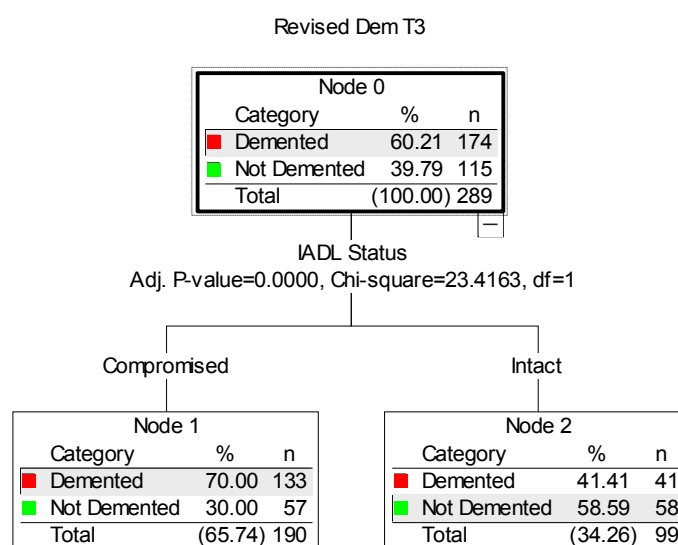 Revised Dem T3
Node 0
Category % n
Demented 60.21 174
Not Demented 39.79 115
Total (100.00) 289
IADL Status
Adj. P-value=0.0000, Chi-square=23.4163, df=1
Compromised
Intact
Node 1
Category % n
Demented 70.00 133
Not Demented 30.00 57
Total (65.74) 190
Node 2
Category % n
Demented 41.41 41
Not Demented 58.59 58
Total (34.26) 99